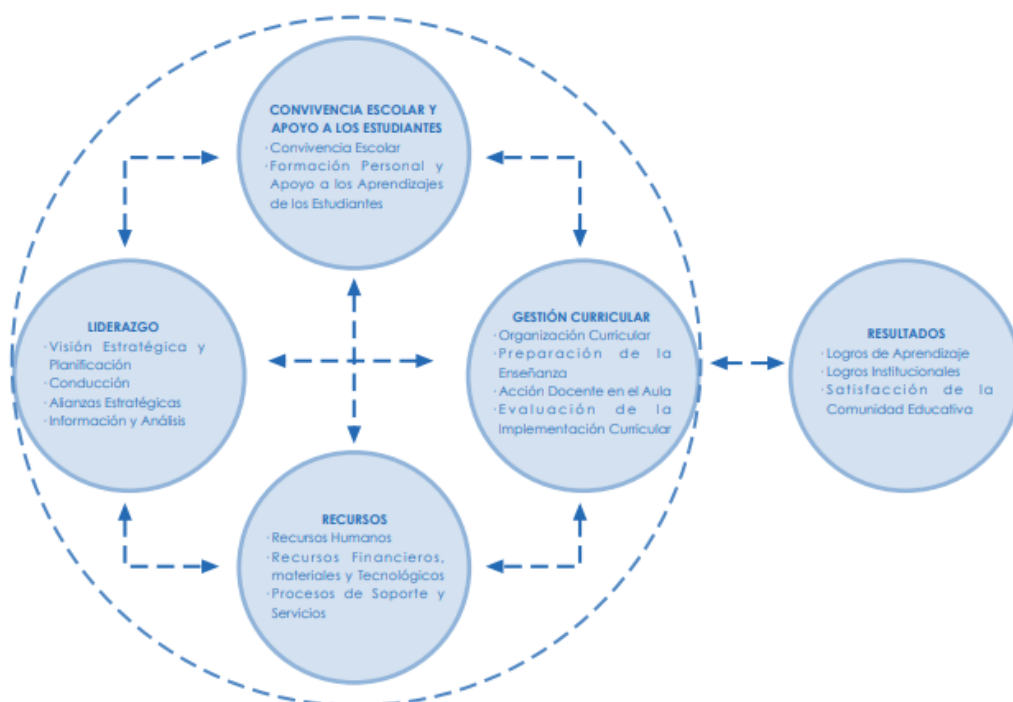 CONVIVENCIA ESCOLAR Y
APOYO A LOS ESTUDIANTES
·Convivencia Escolar
·Formación Personal y
Apoyo a los Aprendizajes
de los Estudiantes
LIDERAZGO
·Visión Estratégica y
Planificación
·Conducción
·Alianzas Estratégicas
·Información y Análisis
GESTIÓN CURRICULAR
·Organización Curricular
·Preparación de la
Enseñanza
·Acción Docente en el Aula
·Evaluación de la
Implementación Curricular
RESULTADOS
·Logros de Aprendizaje
·Logros Institucionales
·Satisfacción de la
Comunidad Educativa
RECURSOS
·Recursos Humanos
·Recursos Financieros,
materiales y Tecnológicos
·Procesos de Soporte y
Servicios